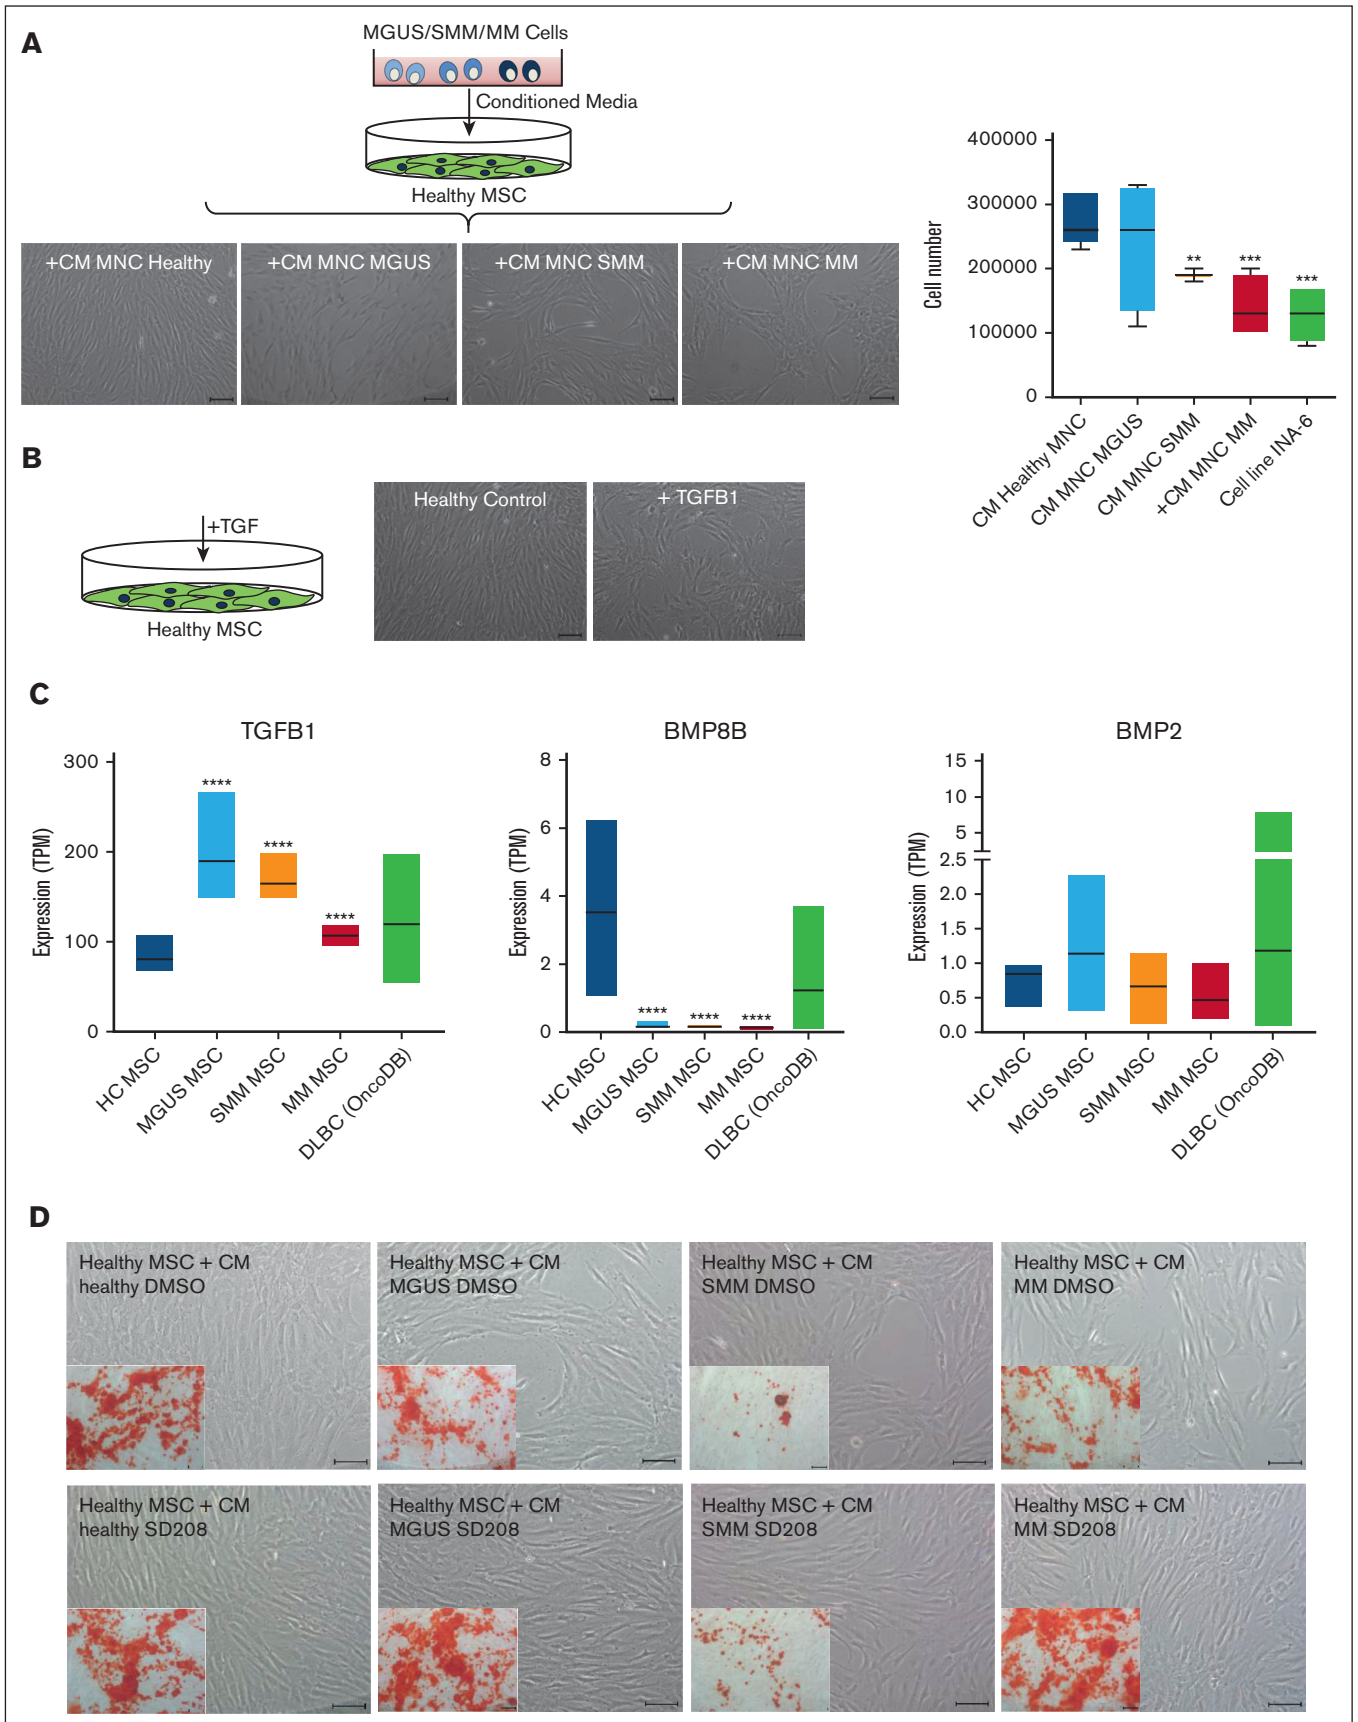 A
MGUS/SMM/MM Cells
Conditioned Media
Healthy MSC
+CM MNC Healthy
+CM MNC MGUS
+CM MNC SMM
+CM MNC MM
Cell number
400000
300000
200000
100000
0
**
***
***
CM Healthy MNC
CM MNC MGUS
CM MNC SMM
+CM MNC MM
Cell line INA-6
B
+TGF
Healthy MSC
Healthy Control
+ TGFB1
C
TGFB1
Expression (TPM)
300
200
100
0
****
****
****
HC MSC
MGUS MSC
SMM MSC
MM MSC
DLBC (OncoDB)
BMP8B
Expression (TPM)
8
6
4
2
0
****
****
****
HC MSC
MGUS MSC
SMM MSC
MM MSC
DLBC (OncoDB)
BMP2
Expression (TPM)
15
10
5
2.5
2.0
1.5
1.0
0.5
0.0
HC MSC
MGUS MSC
SMM MSC
MM MSC
DLBC (OncoDB)
D
Healthy MSC + CM
healthy DMSO
Healthy MSC + CM
MGUS DMSO
Healthy MSC + CM
SMM DMSO
Healthy MSC + CM
MM DMSO
Healthy MSC + CM
healthy SD208
Healthy MSC + CM
MGUS SD208
Healthy MSC + CM
SMM SD208
Healthy MSC + CM
MM SD208